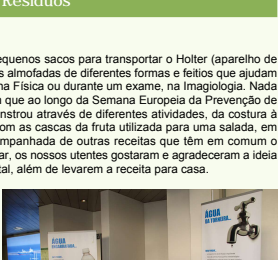 Resíduos
equenos sacos para transportar o Holter (aparelho de
s almofadas de diferentes formas e feitios que ajudam
na Física ou durante um exame, na Imagiologia. Nada
que ao longo da Semana Europeia da Prevenção de
nstrou através de diferentes atividades, da costura à
om as cascas da fruta utilizada para uma salada, em
mpanhada de outras receitas que têm em comum o
ar, os nossos utentes gostaram e agradeceram a ideia
tal, além de levarem a receita para casa.
ÁGUA
ÁGUA
DA TORNEIRA...